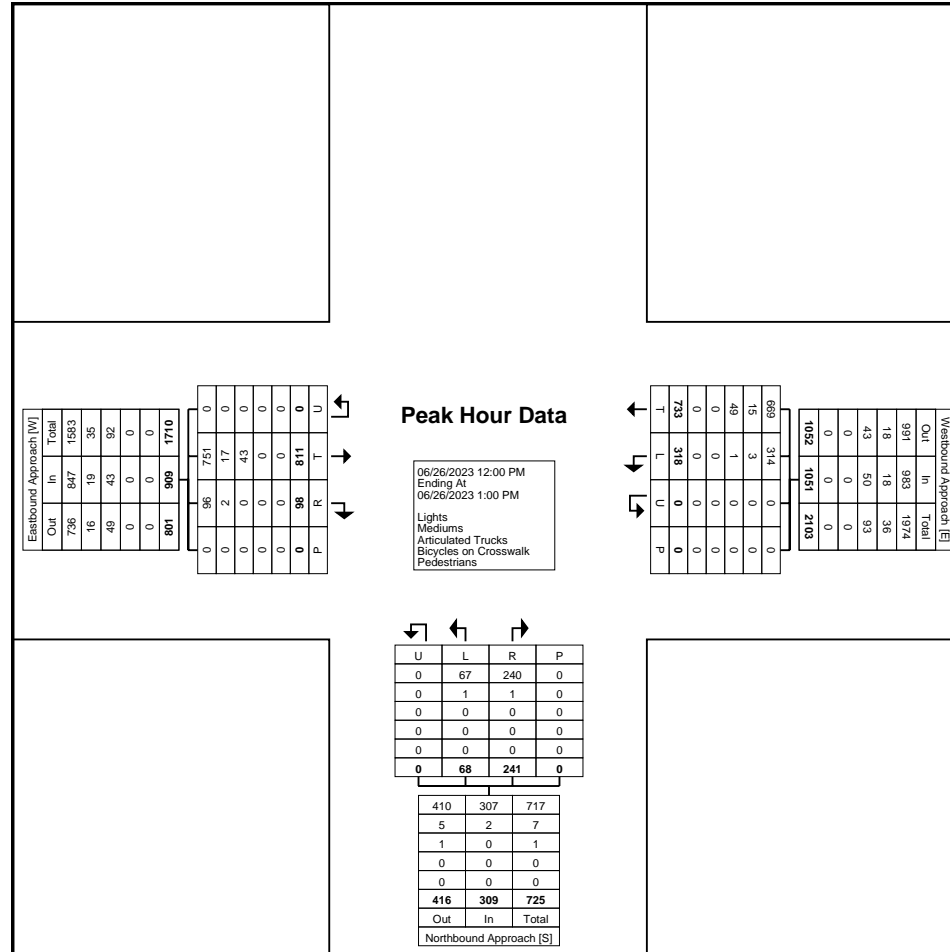 Peak Hour Data
06/26/2023 12:00 PM
Ending At
06/26/2023 1:00 PM
Lights
Mediums
Articulated Trucks
Bicycles on Crosswalk
Pedestrians
Eastbound Approach [W]
Total 1583 35 92 0 0 1710
In 847 19 43 0 0 909
Out 736 16 49 0 0 801
0 0 0 0 0 0 U
751 17 43 0 0 811 T
96 2 0 0 0 98 R
0 0 0 0 0 0 P
T 733 0 0 49 15 669
L 318 0 0 1 3 314
U 0 0 0 0 0 0
P 0 0 0 0 0 0
Westbound Approach [E]
Out In Total
991 983 1974
18 18 36
43 50 93
0 0 0
0 0 0
1052 1051 2103
U L R P
0 67 240 0
0 1 1 0
0 0 0 0
0 0 0 0
0 0 0 0
0 68 241 0
410 307 717
5 2 7
1 0 1
0 0 0
0 0 0
416 309 725
Out In Total
Northbound Approach [S]